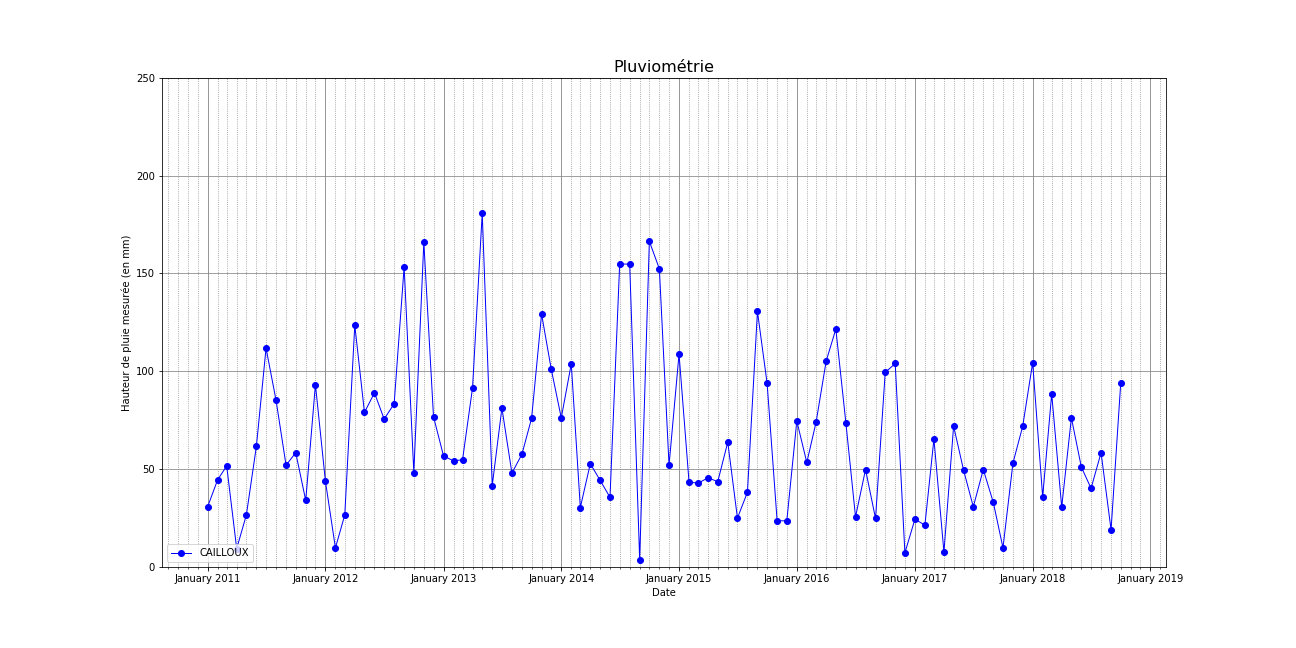 Pluviométrie
250
200
150
100
50
0
Hauteur de pluie mesurée (en mm)
CAILLOUX
January 2011
January 2012
January 2013
January 2014
January 2015
January 2016
January 2017
January 2018
January 2019
Date